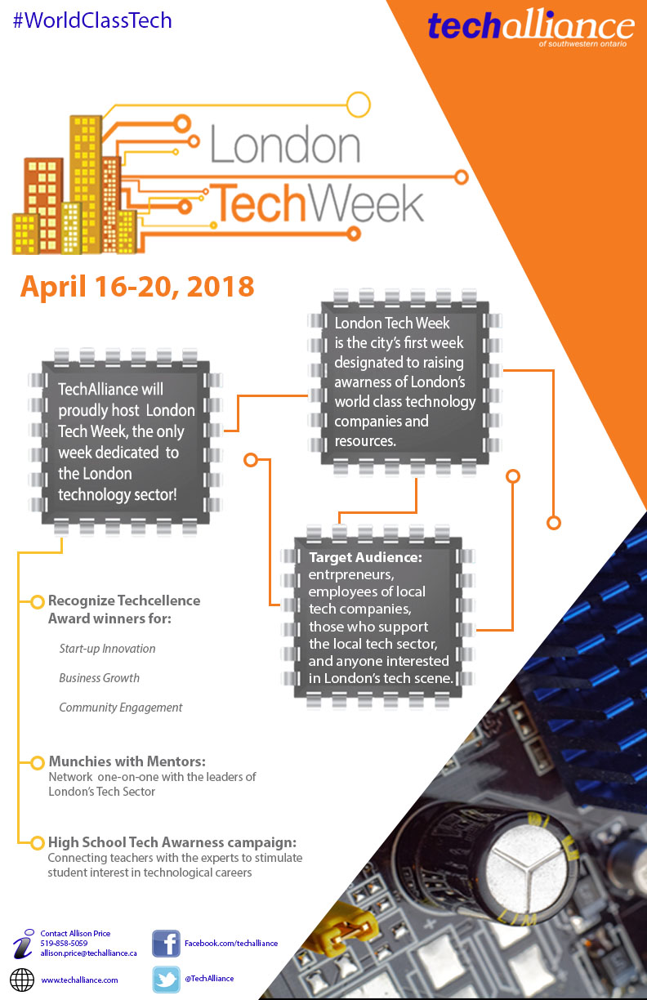 #WorldClassTech
techalliance
of southwestern ontario
London
TechWeek
April 16-20, 2018
London Tech Week
is the city's first week
designated to raising
awarness of London's
world class technology
companies and
resources.
TechAlliance will
proudly host London
Tech Week, the only
week dedicated to
the London
technology sector!
Target Audience:
entrpreneurs,
employees of local
tech companies,
those who support
the local tech sector,
and anyone interested
in London's tech scene.
Recognize Techcellence
Award winners for:
Start-up Innovation
Business Growth
Community Engagement
Munchies with Mentors:
Network one-on-one with the leaders of
London's Tech Sector
High School Tech Awarness campaign:
Connecting teachers with the experts to stimulate
student interest in technological careers
Contact Allison Price
519-858-5059
allison.price@techalliance.ca
Facebook.com/techalliance
www.techalliance.com
@TechAlliance